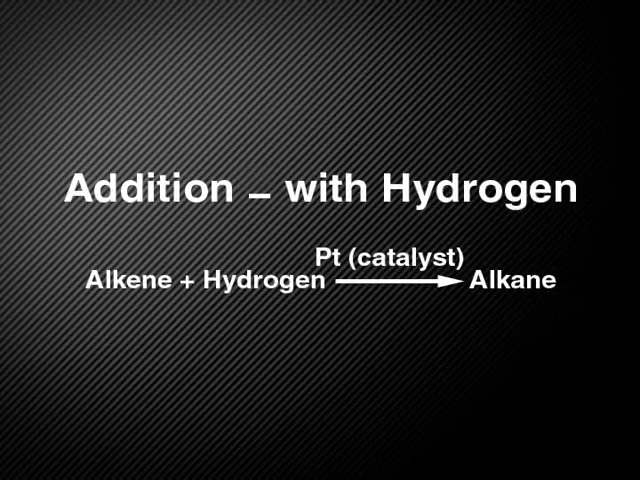 Addition – with Hydrogen
Pt (catalyst)
Alkene + Hydrogen ⟶ Alkane